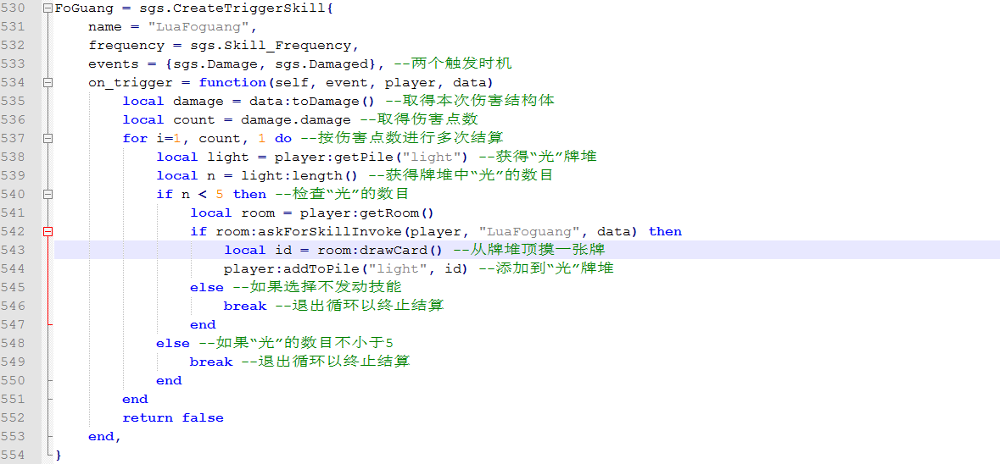 530 FoGuang = sgs.CreateTriggerSkill{
531     name = "LuaFoguang",
532     frequency = sgs.Skill_Frequency,
533     events = {sgs.Damage, sgs.Damaged}, --两个触发时机
534     on_trigger = function(self, event, player, data)
535         local damage = data:toDamage() --取得本次伤害结构体
536         local count = damage.damage --取得伤害点数
537         for i=1, count, 1 do --按伤害点数进行多次结算
538             local light = player:getPile("light") --获得“光”牌堆
539             local n = light:length() --获得牌堆中“光”的数目
540             if n < 5 then --检查“光”的数目
541                 local room = player:getRoom()
542                 if room:askForSkillInvoke(player, "LuaFoguang", data) then
543                     local id = room:drawCard() --从牌堆顶摸一张牌
544                     player:addToPile("light", id) --添加到“光”牌堆
545                 else --如果选择不发动技能
546                     break --退出循环以终止结算
547                 end
548             else --如果“光”的数目不小于5
549                 break --退出循环以终止结算
550             end
551         end
552         return false
553     end,
554 }